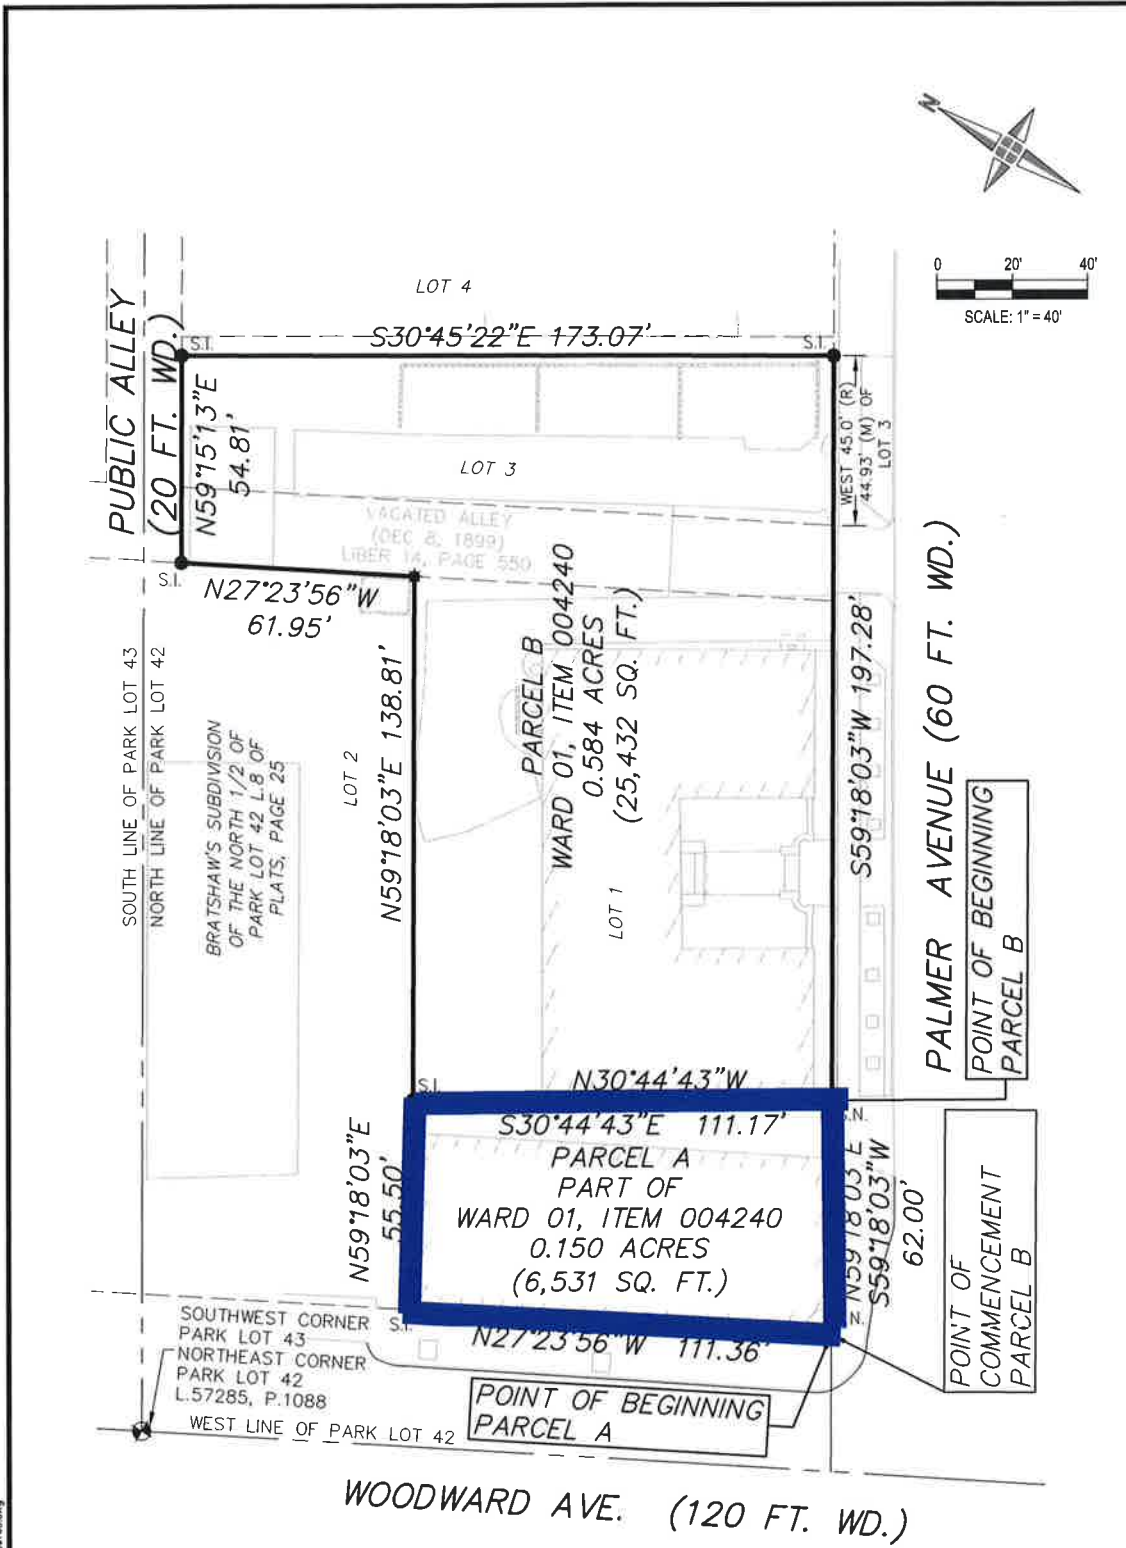 N
0 20' 40'
SCALE: 1" = 40'
LOT 4
S.I.
S30°45'22"E 173.07'
S.I.
PUBLIC ALLEY
(20 FT. WD.)
N59°15'13"E
54.81'
WEST 45.0' (R)
44.93' (M) OF
LOT 3
LOT 3
VACATED ALLEY
(DEC 8, 1899)
LIBER 14, PAGE 550
S.I.
N27°23'56"W
61.95'
PARCEL B
WARD 01, ITEM 004240
0.584 ACRES
(25,432 SQ. FT.)
S59°18'03"W 197.28'
PALMER AVENUE (60 FT. WD.)
SOUTH LINE OF PARK LOT 43
NORTH LINE OF PARK LOT 42
BRATSHAW'S SUBDIVISION
OF THE NORTH 1/2 OF
PARK LOT 42 L.8 OF
PLATS, PAGE 25
LOT 2
N59°18'03"E 138.81'
LOT 1
POINT OF BEGINNING
PARCEL B
S.I.
N30°44'43"W
S.N.
S30°44'43"E 111.17'
PARCEL A
PART OF
WARD 01, ITEM 004240
0.150 ACRES
(6,531 SQ. FT.)
N59°18'03"E
55.50'
N59°18'03"E
S59°18'03"W
62.00'
POINT OF
COMMENCEMENT
PARCEL B
SOUTHWEST CORNER
PARK LOT 43
NORTHEAST CORNER
PARK LOT 42
L.57285, P.1088
S.I.
N27°23'56"W 111.36'
N.
POINT OF BEGINNING
PARCEL A
WEST LINE OF PARK LOT 42
WOODWARD AVE. (120 FT. WD.)